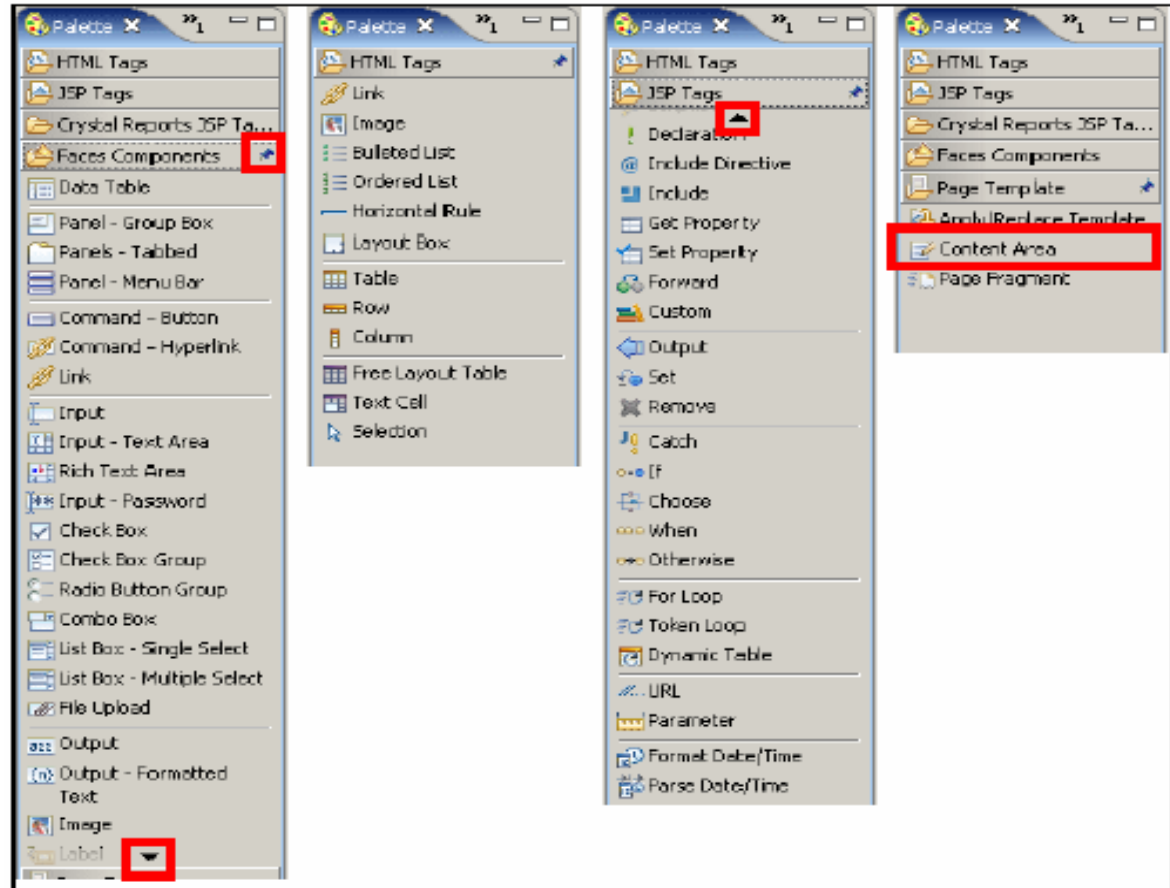 Palette »1
HTML Tags
JSP Tags
Crystal Reports JSP Ta...
Faces Components
Data Table
Panel - Group Box
Panels - Tabbed
Panel - Menu Bar
Command - Button
Command - Hyperlink
Link
Input
Input - Text Area
Rich Text Area
Input - Password
Check Box
Check Box Group
Radio Button Group
Combo Box
List Box - Single Select
List Box - Multiple Select
File Upload
Output
Output - Formatted
Text
Image
Label
Palette »1
HTML Tags
Link
Image
Bulleted List
Ordered List
Horizontal Rule
Layout Box
Table
Row
Column
Free Layout Table
Text Cell
Selection
Palette »1
HTML Tags
JSP Tags
Declaration
Include Directive
Include
Get Property
Set Property
Forward
Custom
Output
Set
Remove
Catch
If
Choose
When
Otherwise
For Loop
Token Loop
Dynamic Table
URL
Parameter
Format Date/Time
Parse Date/Time
Palette »1
HTML Tags
JSP Tags
Crystal Reports JSP Ta...
Faces Components
Page Template
Apply/Replace Template
Content Area
Page Fragment